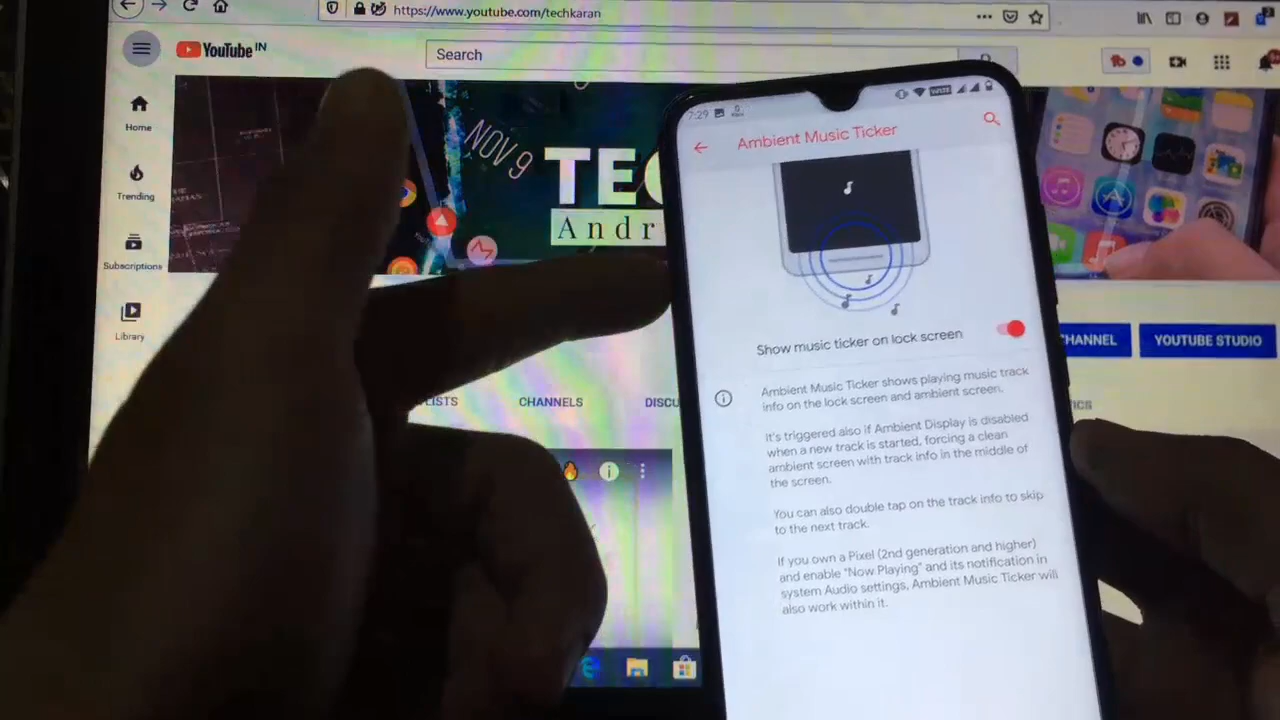 https://www.youtube.com/techkaran
YouTube IN
Search
Home
Trending
Subscriptions
Library
NOV 9
TEC
Andr
CHANNEL
YOUTUBE STUDIO
CHANNELS
DISCU
7:29
Ambient Music Ticker
Show music ticker on lock screen
Ambient Music Ticker shows playing music track
info on the lock screen and ambient screen.
It's triggered also if Ambient Display is disabled
when a new track is started, forcing a clean
ambient screen with track info in the middle of
the screen.
You can also double tap on the track info to skip
to the next track.
If you own a Pixel (2nd generation and higher)
and enable "Now Playing" and its notification in
system Audio settings, Ambient Music Ticker will
also work within it.